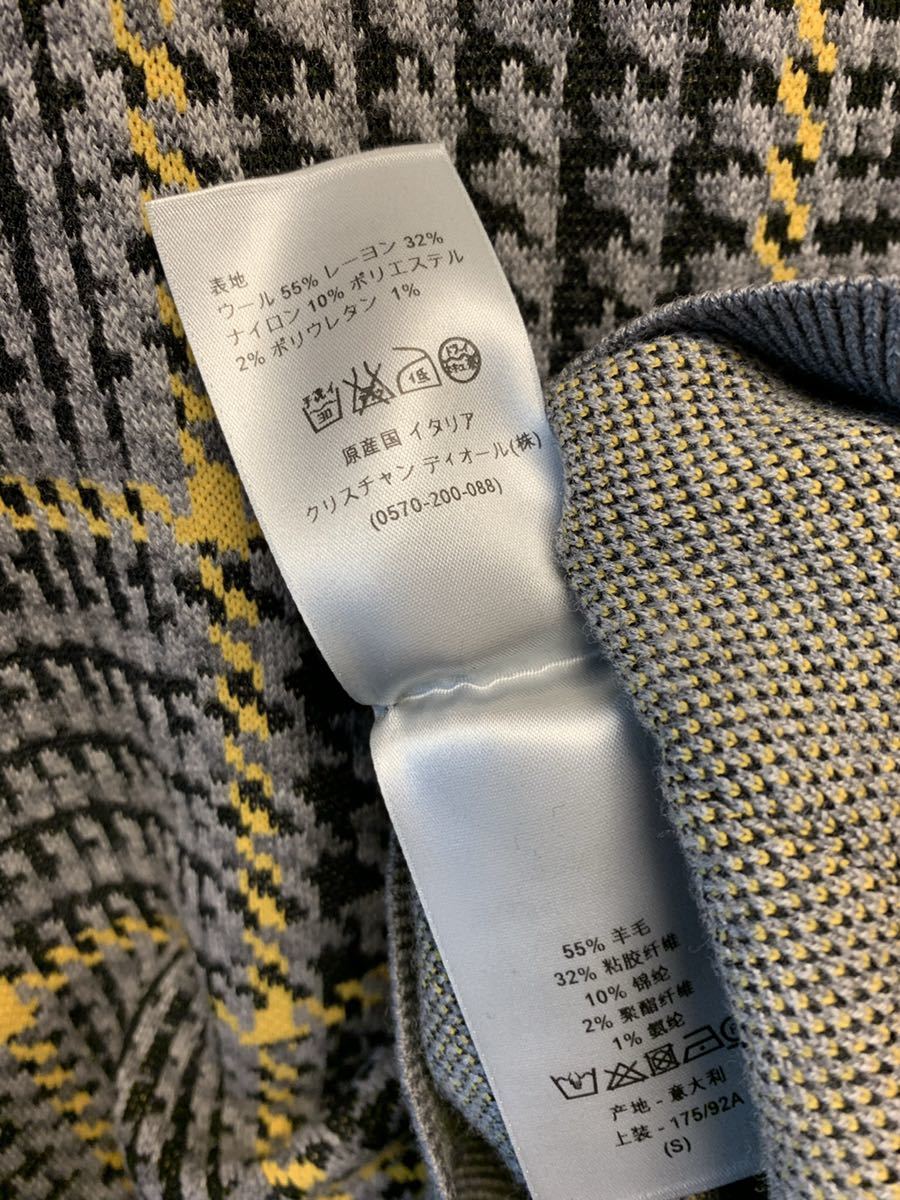 表地
ウール 55% レーヨン 32%
ナイロン 10% ポリエステル
2% ポリウレタン 1%
30 低
原産国 イタリア
クリスチャン ディオール(株)
(0570-200-088)
55% 羊毛
32% 粘胶纤维
10% 锦纶
2% 聚酯纤维
1% 氨纶
产地 - 意大利
上装 - 175/92A
(S)